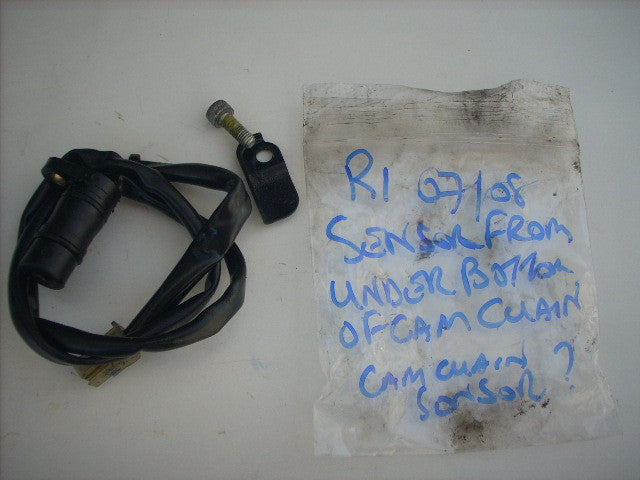 R1 07/08
SENSOR FROM
UNDER BOTTOM
OF CAM CHAIN
CAM CHAIN
SENSOR ?